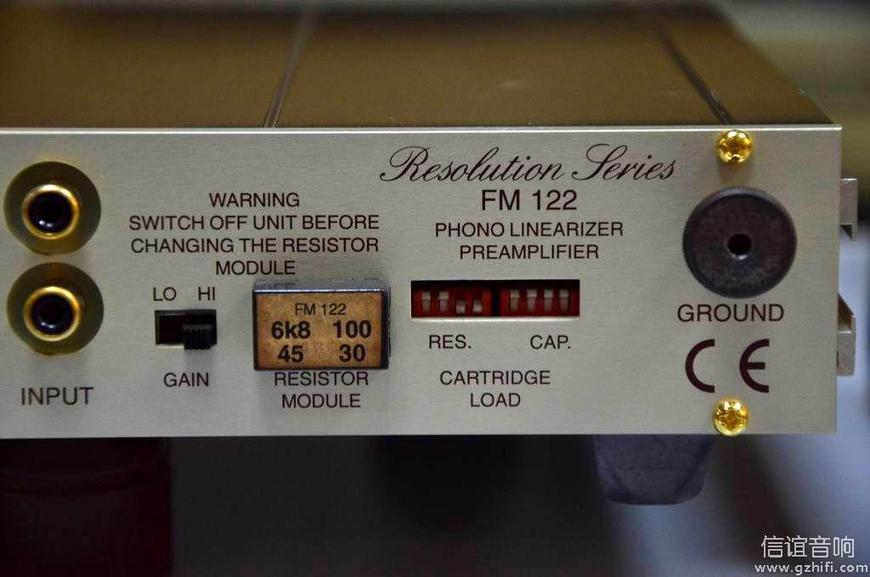 Resolution Series
FM 122
PHONO LINEARIZER
PREAMPLIFIER
WARNING
SWITCH OFF UNIT BEFORE
CHANGING THE RESISTOR
MODULE
LO HI
GAIN
INPUT
FM 122
6k8 100
45 30
RESISTOR
MODULE
RES. CAP.
CARTRIDGE
LOAD
GROUND
CE
信谊音响
www.gzhifi.com